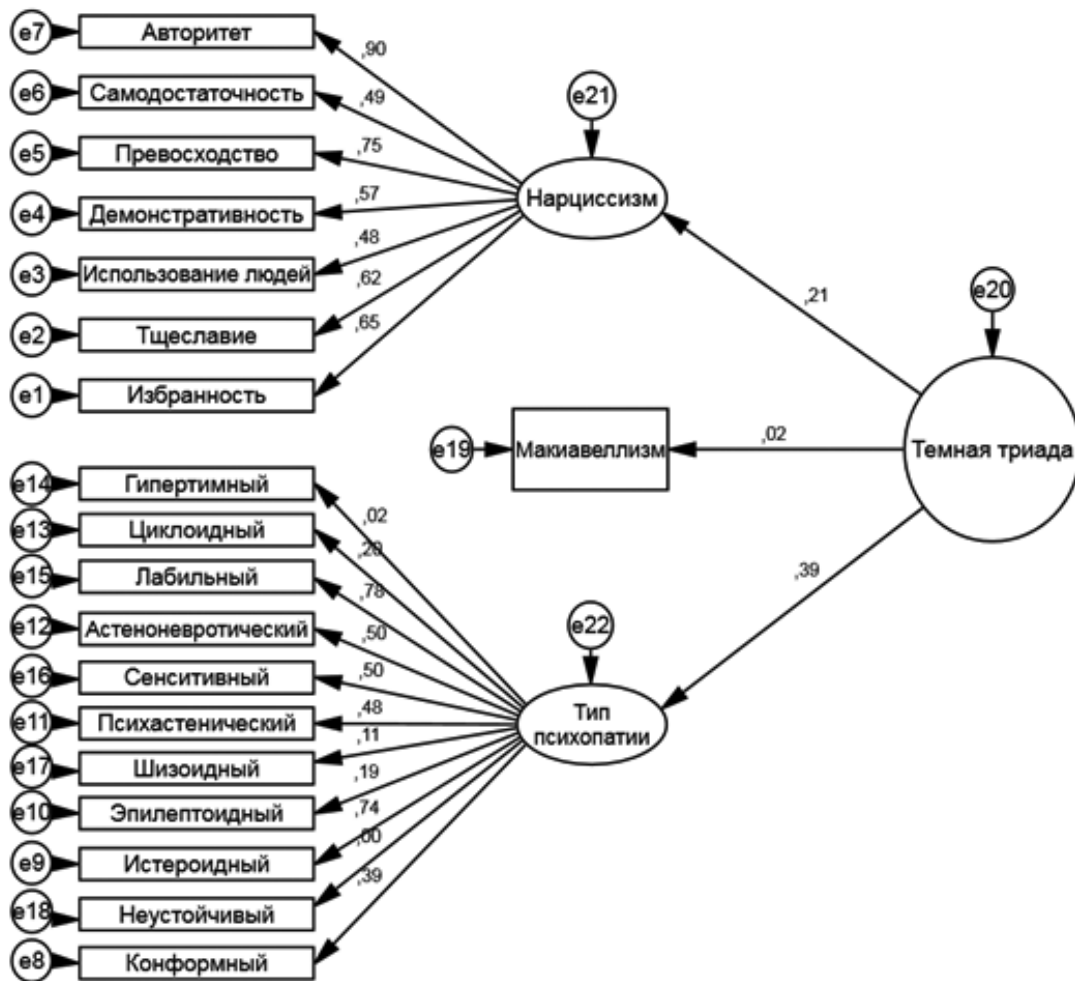 e7 Авторитет ,90
e6 Самодостаточность ,49
e21
e5 Превосходство ,75
e4 Демонстративность ,57
Нарциссизм
e3 Использование людей ,48
e2 Тщеславие ,62
,21
e20
e1 Избранность ,65
e19 Макиавеллизм ,02 Темная триада
e14 Гипертимный ,02
e13 Циклоидный ,20
e15 Лабильный ,78
,39
e12 Астеноневротический ,50
e22
e16 Сенситивный ,50
e11 Психастенический ,48
Тип
психопатии
e17 Шизоидный ,11
e10 Эпилептоидный ,19
e9 Истероидный ,74
e18 Неустойчивый ,00
e8 Конформный ,39